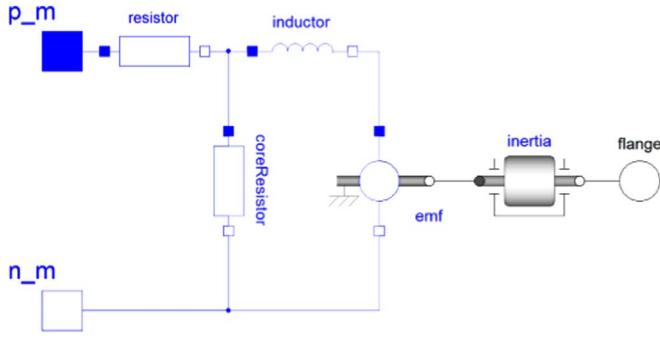 p_m
resistor
inductor
coreResistor
inertia
flange
emf
n_m